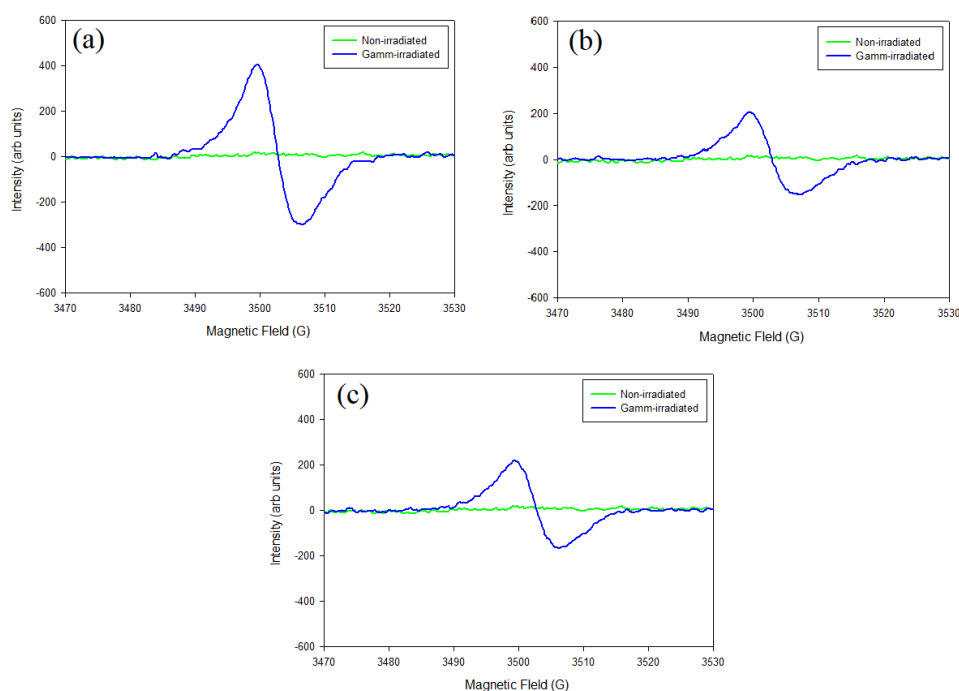 (a)
Non-irradiated
Gamm-irradiated
600
400
200
0
-200
-400
-600
Intensity (arb units)
3470 3480 3490 3500 3510 3520 3530
Magnetic FIeld (G)
(b)
Non-irradiated
Gamm-irradiated
600
400
200
0
-200
-400
-600
Intensity (arb units)
3470 3480 3490 3500 3510 3520 3530
Magnetic FIeld (G)
(c)
Non-irradiated
Gamm-irradiated
600
400
200
0
-200
-400
-600
Intensity (arb units)
3470 3480 3490 3500 3510 3520 3530
Magnetic FIeld (G)